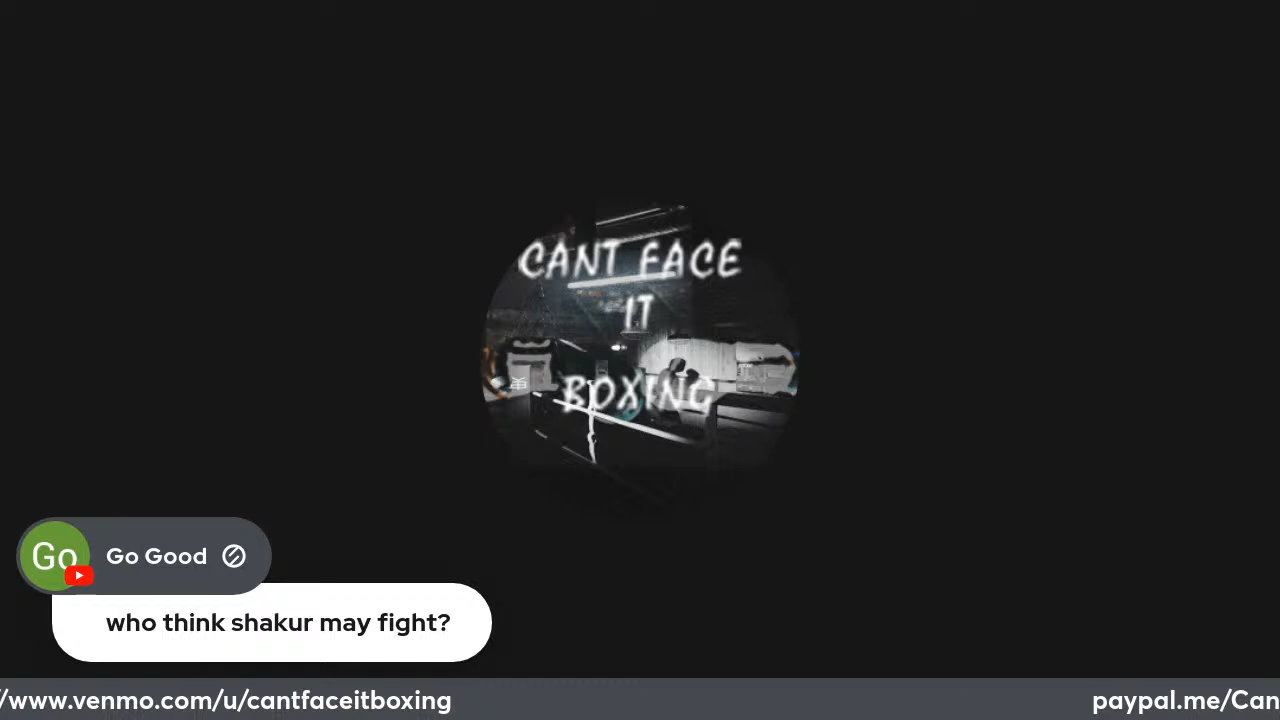 CANT FACE
IT
BOXING
Go
Go Good
who think shakur may fight?
/www.venmo.com/u/cantfaceitboxing
paypal.me/Can